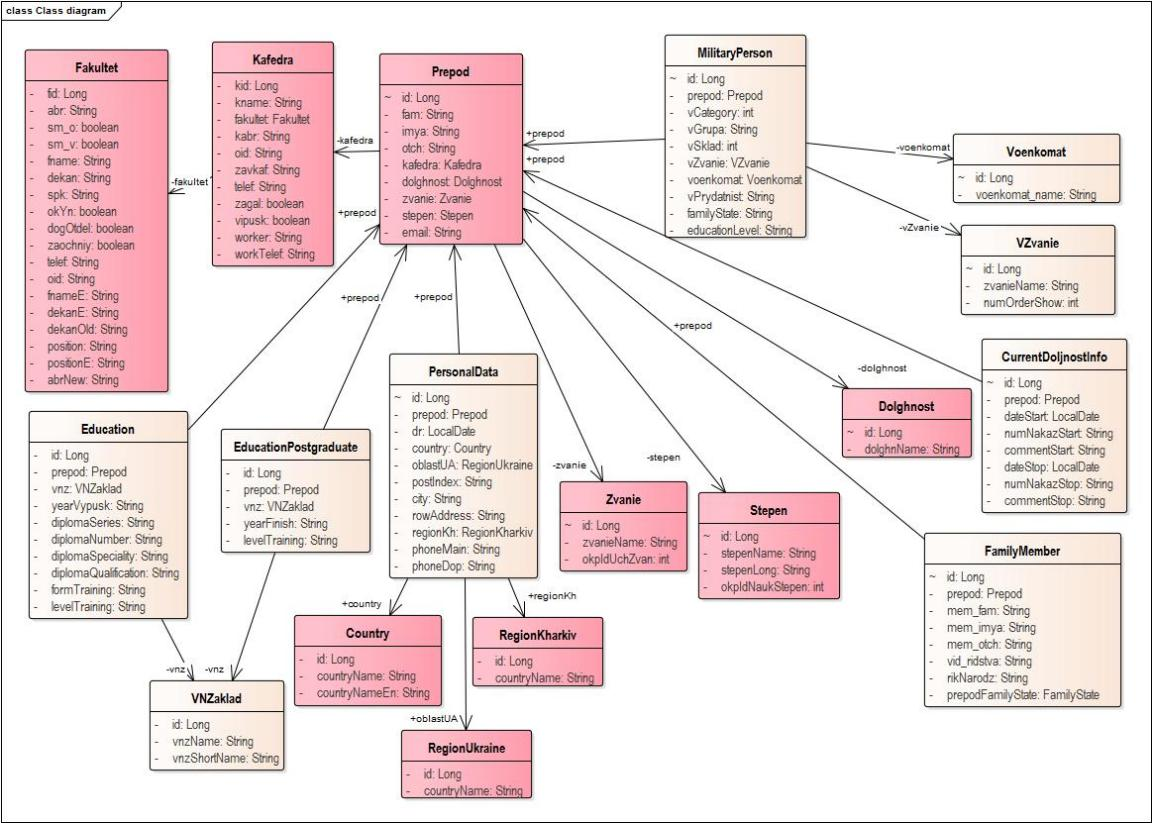 class Class diagram
Fakultet
- fid: Long
- abr: String
- sm_o: boolean
- sm_v: boolean
- fname: String
- dekan: String
- spk: String
- okYn: boolean
- dogOtdel: boolean
- zaochniy: boolean
- telef: String
- oid: String
- fnameE: String
- dekanE: String
- dekanOld: String
- position: String
- positionE: String
- abrNew: String
Kafedra
- kid: Long
- kname: String
- fakultet: Fakultet
- kabr: String
- oid: String
- zavkaf: String
- telef: String
- zagal: boolean
- vipusk: boolean
- worker: String
- workTelef: String
Prepod
~ id: Long
- fam: String
- imya: String
- otch: String
- kafedra: Kafedra
- dolghnost: Dolghnost
- zvanie: Zvanie
- stepen: Stepen
- email: String
MilitaryPerson
~ id: Long
- prepod: Prepod
- vCategory: int
- vGrupa: String
- vSklad: int
- vZvanie: VZvanie
- voenkomat: Voenkomat
- vPrydatnist: String
- familyState: String
- educationLevel: String
Voenkomat
~ id: Long
- voenkomat_name: String
VZvanie
~ id: Long
- zvanieName: String
- numOrderShow: int
CurrentDoljnostInfo
~ id: Long
- prepod: Prepod
- dateStart: LocalDate
- numNakazStart: String
- commentStart: String
- dateStop: LocalDate
- numNakazStop: String
- commentStop: String
Dolghnost
~ id: Long
- dolghnName: String
Education
- id: Long
- prepod: Prepod
- vnz: VNZaklad
- yearVypusk: String
- diplomaSeries: String
- diplomaNumber: String
- diplomaSpeciality: String
- diplomaQualification: String
- formTraining: String
- levelTraining: String
EducationPostgraduate
- id: Long
- prepod: Prepod
- vnz: VNZaklad
- yearFinish: String
- levelTraining: String
PersonalData
~ id: Long
- prepod: Prepod
- dr: LocalDate
- country: Country
- oblastUA: RegionUkraine
- postIndex: String
- city: String
- rowAddress: String
- regionKh: RegionKharkiv
- phoneMain: String
- phoneDop: String
Zvanie
~ id: Long
- zvanieName: String
- okpIdUchZvan: int
Stepen
~ id: Long
- stepenName: String
- stepenLong: String
- okpIdNaukStepen: int
FamilyMember
~ id: Long
- prepod: Prepod
- mem_fam: String
- mem_imya: String
- mem_otch: String
- vid_ridstva: String
- rikNarodz: String
- prepodFamilyState: FamilyState
Country
- id: Long
- countryName: String
- countryNameEn: String
RegionKharkiv
- id: Long
- countryName: String
VNZaklad
- id: Long
- vnzName: String
- vnzShortName: String
RegionUkraine
- id: Long
- countryName: String
-kafedra
-fakultet
+prepod
+prepod
-voenkomat
-vZvanie
+prepod
+prepod
+prepod
+prepod
-dolghnost
-zvanie
-stepen
+country
+regionKh
-vnz
-vnz
+oblastUA